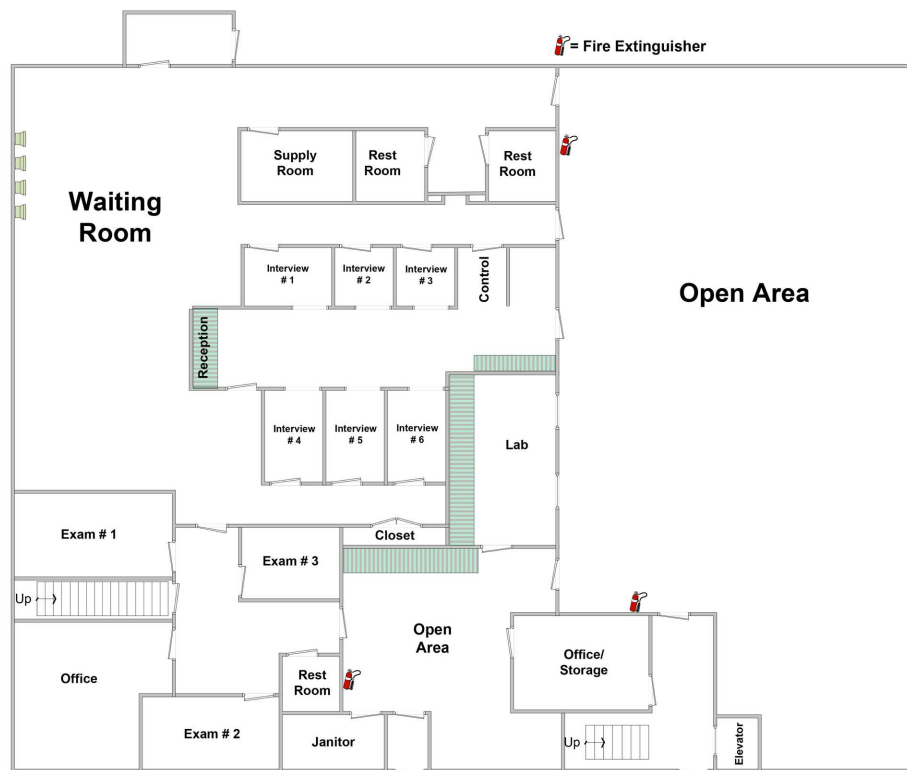 = Fire Extinguisher
Supply
Room
Rest
Room
Rest
Room
Waiting
Room
Interview
# 1
Interview
# 2
Interview
# 3
Control
Open Area
Reception
Interview
# 4
Interview
# 5
Interview
# 6
Lab
Exam # 1
Closet
Exam # 3
Up
Open
Area
Office/
Storage
Office
Rest
Room
Exam # 2
Janitor
Up
Elevator